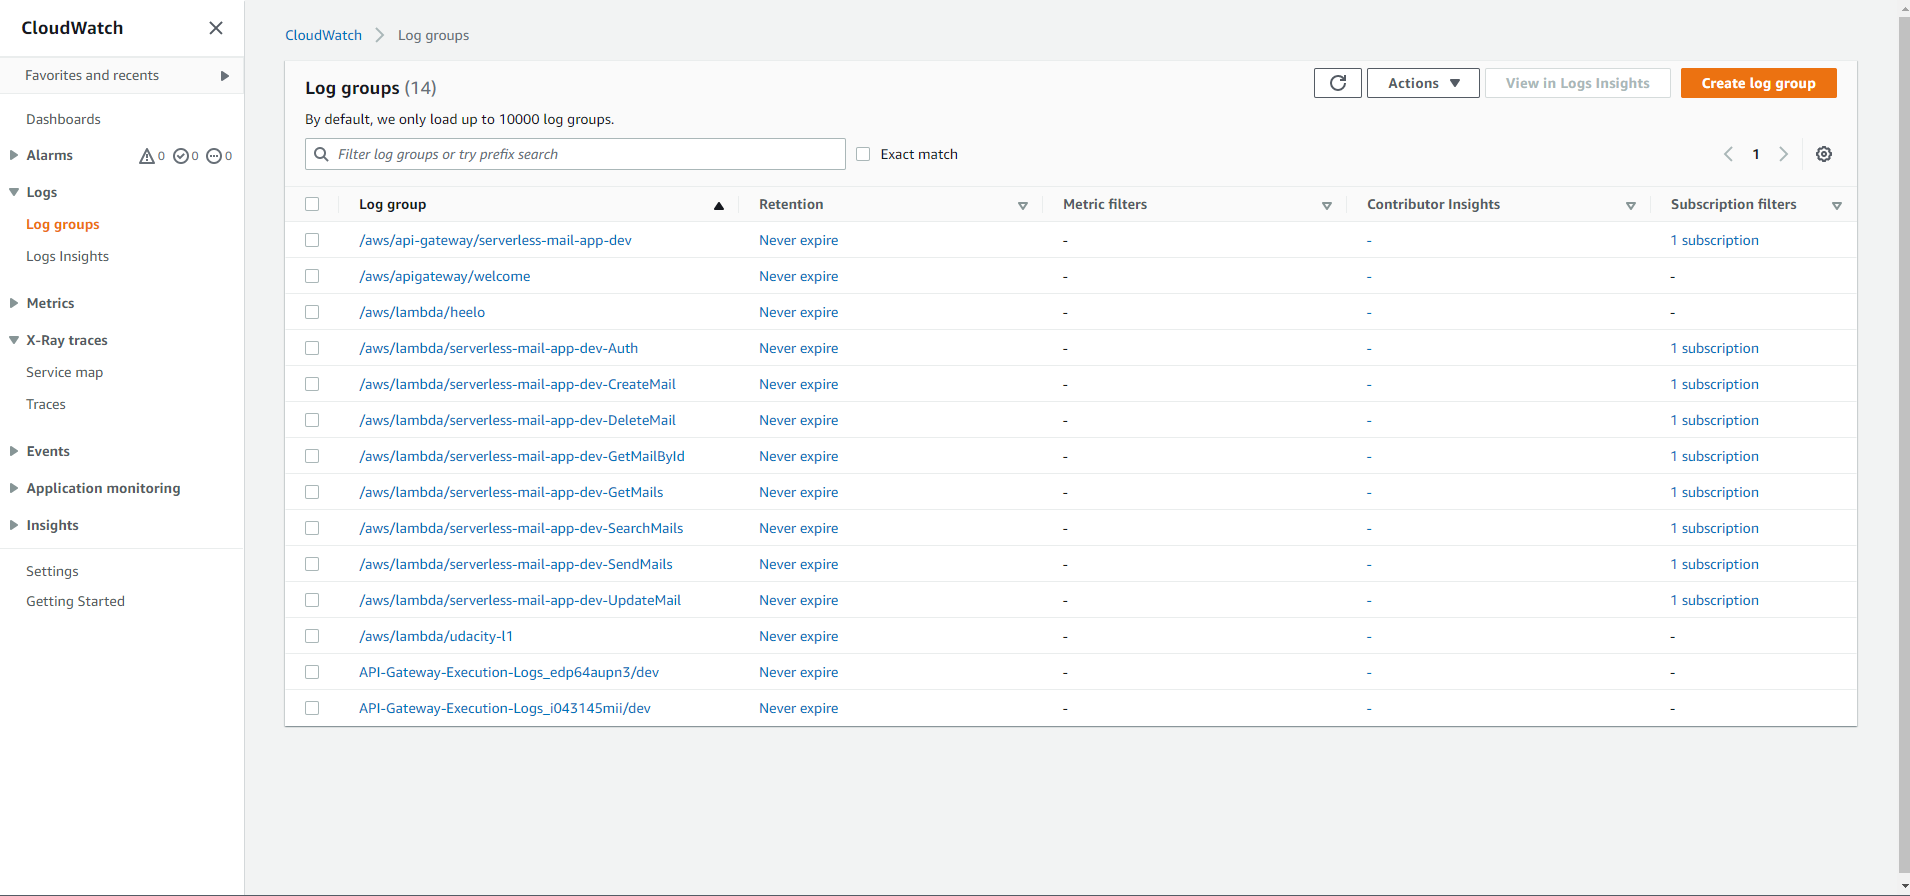 CloudWatch
Favorites and recents
Dashboards
Alarms 0 0 0
Logs
Log groups
Logs Insights
Metrics
X-Ray traces
Service map
Traces
Events
Application monitoring
Insights
Settings
Getting Started
CloudWatch Log groups
Log groups (14)
Actions View in Logs Insights Create log group
By default, we only load up to 10000 log groups.
Filter log groups or try prefix search Exact match 1
Log group Retention Metric filters Contributor Insights Subscription filters
/aws/api-gateway/serverless-mail-app-dev Never expire - - 1 subscription
/aws/apigateway/welcome Never expire - - -
/aws/lambda/heelo Never expire - - -
/aws/lambda/serverless-mail-app-dev-Auth Never expire - - 1 subscription
/aws/lambda/serverless-mail-app-dev-CreateMail Never expire - - 1 subscription
/aws/lambda/serverless-mail-app-dev-DeleteMail Never expire - - 1 subscription
/aws/lambda/serverless-mail-app-dev-GetMailById Never expire - - 1 subscription
/aws/lambda/serverless-mail-app-dev-GetMails Never expire - - 1 subscription
/aws/lambda/serverless-mail-app-dev-SearchMails Never expire - - 1 subscription
/aws/lambda/serverless-mail-app-dev-SendMails Never expire - - 1 subscription
/aws/lambda/serverless-mail-app-dev-UpdateMail Never expire - - 1 subscription
/aws/lambda/udacity-l1 Never expire - - -
API-Gateway-Execution-Logs_edp64aupn3/dev Never expire - - -
API-Gateway-Execution-Logs_i043145mii/dev Never expire - - -